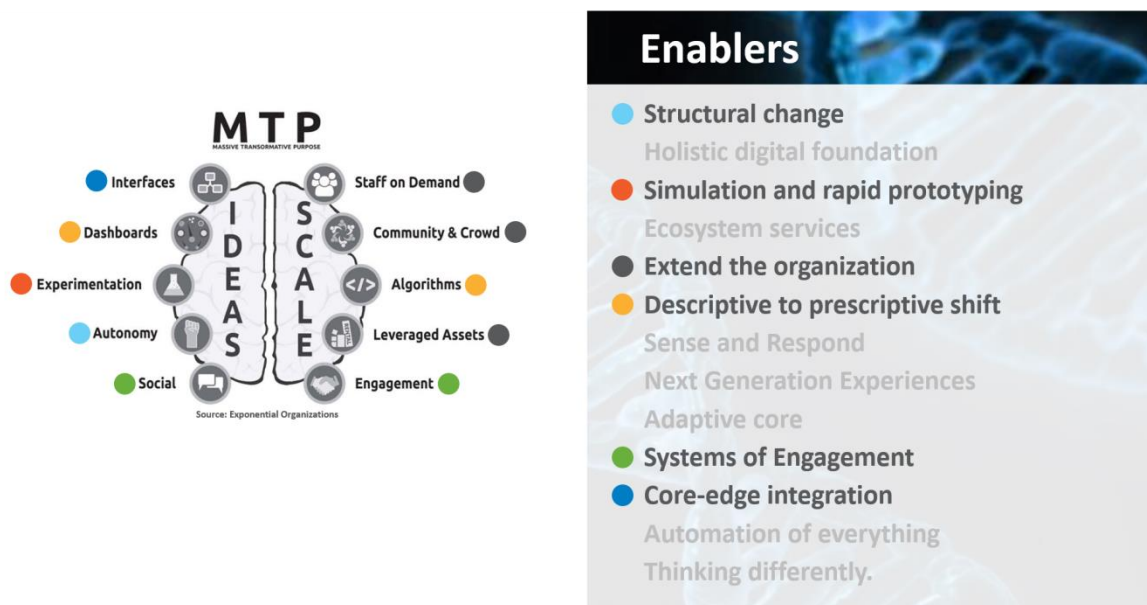 MTP
MASSIVE TRANSORMATIVE PURPOSE
IDEAS
SCALE
Interfaces
Dashboards
Experimentation
Autonomy
Social
Staff on Demand
Community & Crowd
</>
Algorithms
Leveraged Assets
Engagement
Source: Exponential Organizations
Enablers
Structural change
Holistic digital foundation
Simulation and rapid prototyping
Ecosystem services
Extend the organization
Descriptive to prescriptive shift
Sense and Respond
Next Generation Experiences
Adaptive core
Systems of Engagement
Core-edge integration
Automation of everything
Thinking differently.